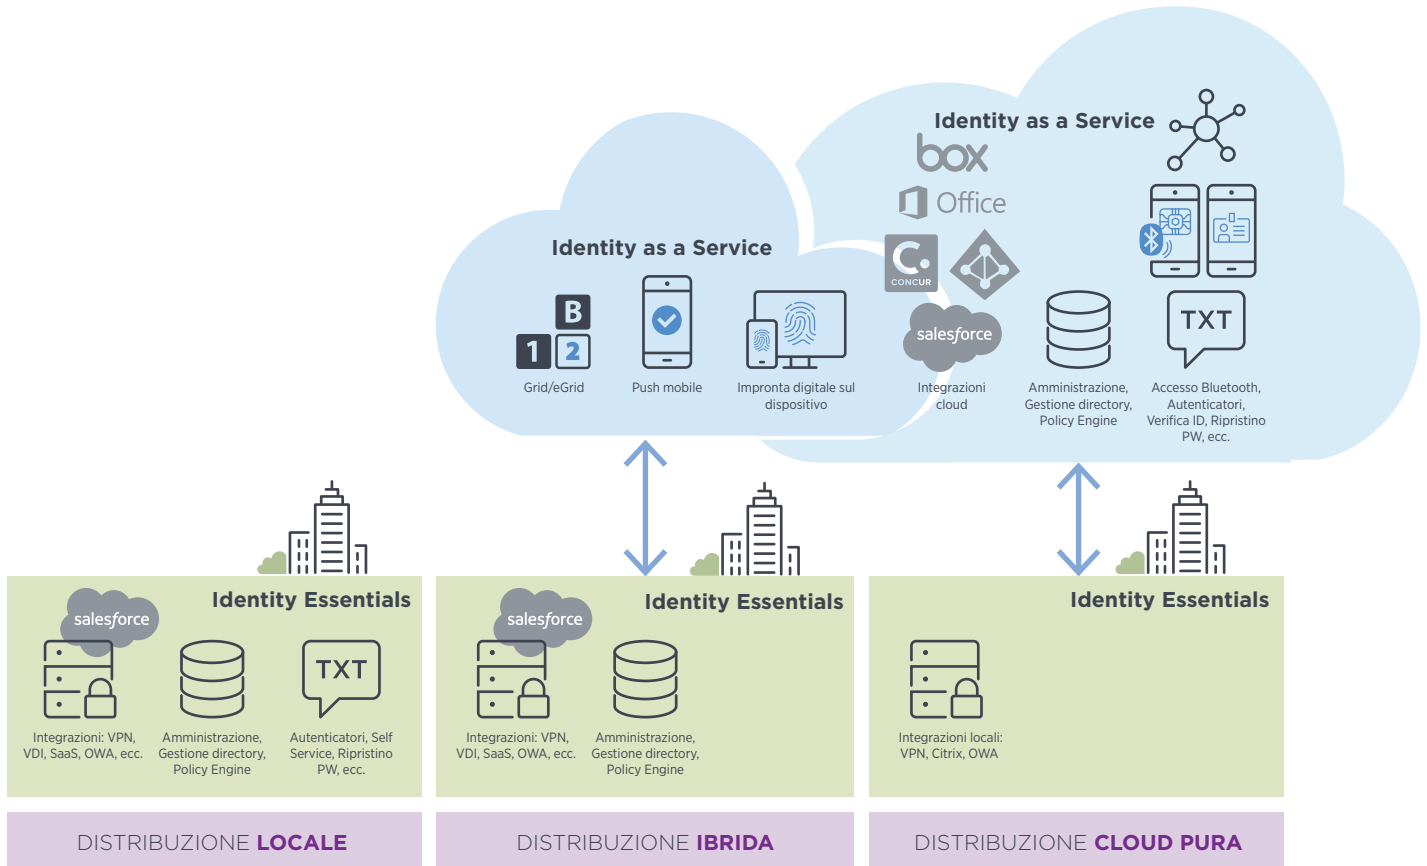 Identity as a Service
box
Office
C.
CONCUR
salesforce
TXT
Integrazioni
cloud
Amministrazione,
Gestione directory,
Policy Engine
Accesso Bluetooth,
Autenticatori,
Verifica ID, Ripristino
PW, ecc.
Identity as a Service
B
1 2
Grid/eGrid
Push mobile
Impronta digitale sul
dispositivo
Identity Essentials
salesforce
TXT
Integrazioni: VPN,
VDI, SaaS, OWA, ecc.
Amministrazione,
Gestione directory,
Policy Engine
Autenticatori, Self
Service, Ripristino
PW, ecc.
DISTRIBUZIONE LOCALE
Identity Essentials
salesforce
Integrazioni: VPN,
VDI, SaaS, OWA, ecc.
Amministrazione,
Gestione directory,
Policy Engine
DISTRIBUZIONE IBRIDA
Identity Essentials
Integrazioni locali:
VPN, Citrix, OWA
DISTRIBUZIONE CLOUD PURA